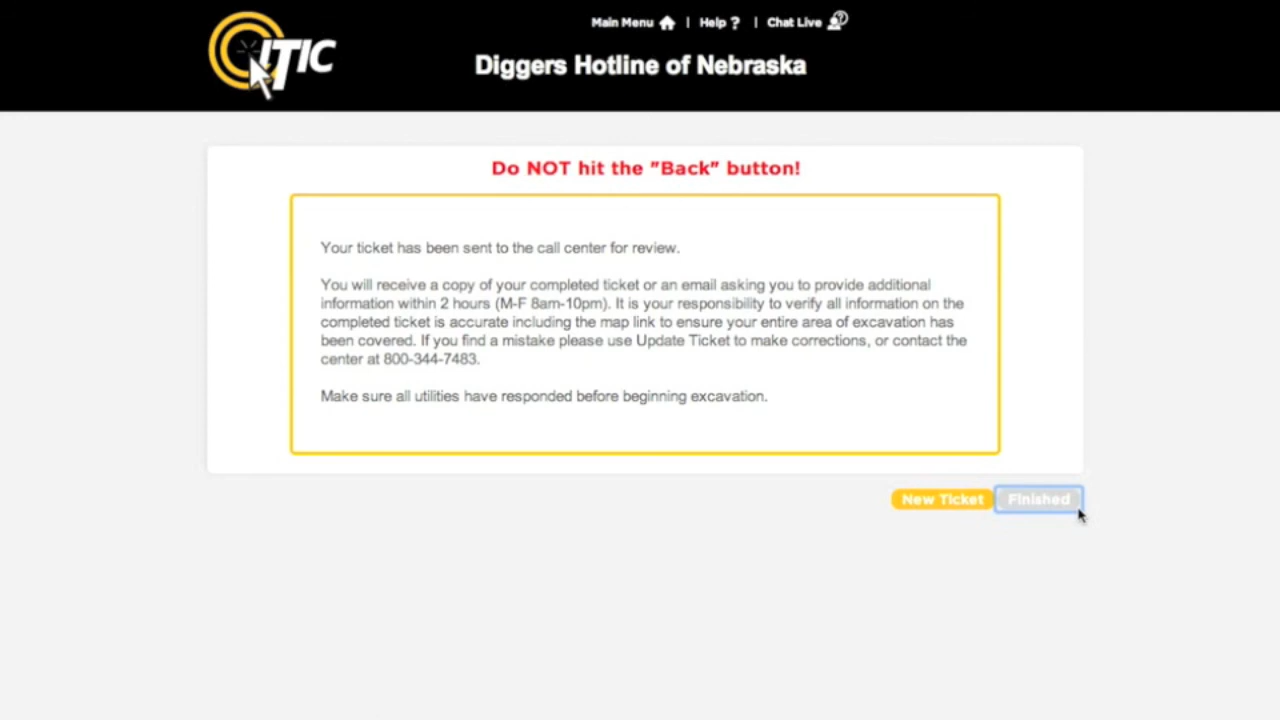 ITIC
Main Menu | Help ? | Chat Live
Diggers Hotline of Nebraska
Do NOT hit the "Back" button!
Your ticket has been sent to the call center for review.
You will receive a copy of your completed ticket or an email asking you to provide additional
information within 2 hours (M-F 8am-10pm). It is your responsibility to verify all information on the
completed ticket is accurate including the map link to ensure your entire area of excavation has
been covered. If you find a mistake please use Update Ticket to make corrections, or contact the
center at 800-344-7483.
Make sure all utilities have responded before beginning excavation.
New Ticket Finished